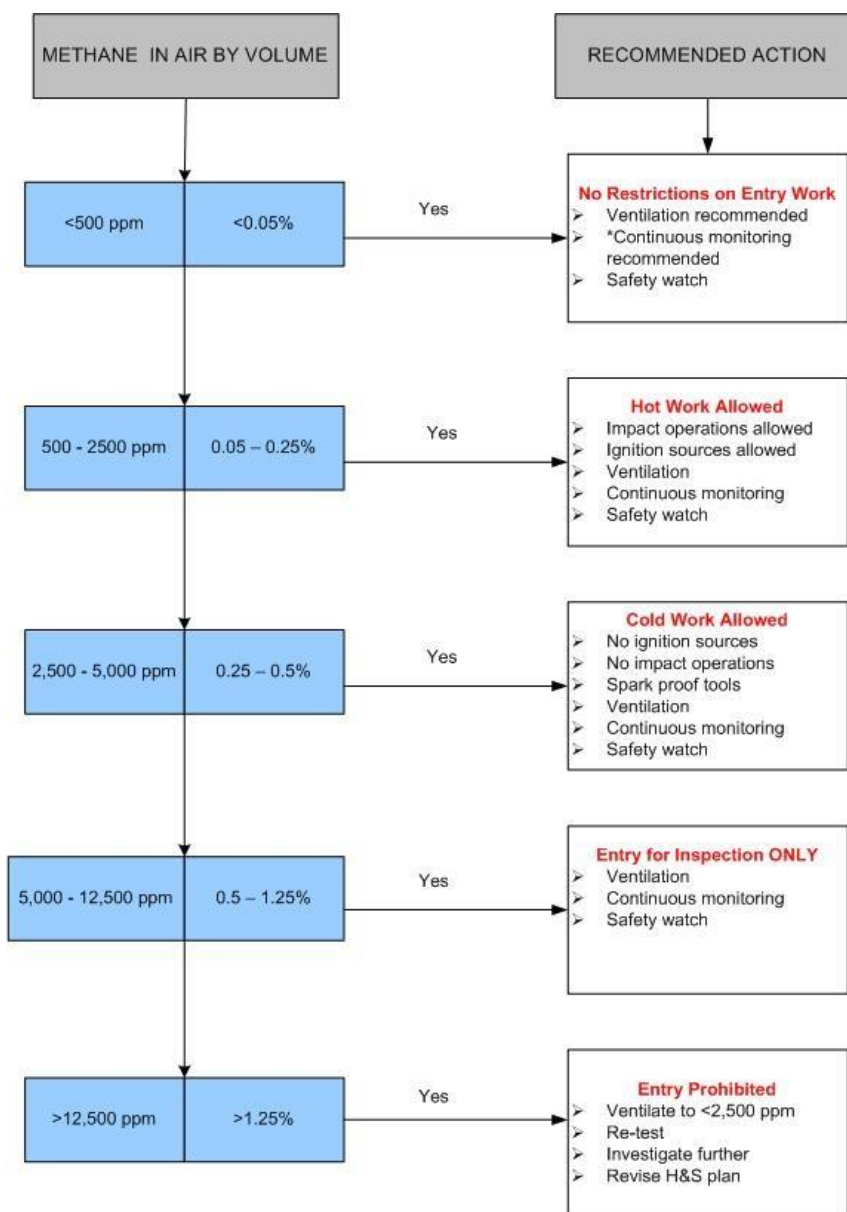 METHANE IN AIR BY VOLUME
RECOMMENDED ACTION
<500 ppm
<0.05%
Yes
No Restrictions on Entry Work
➢ Ventilation recommended
➢ *Continuous monitoring
recommended
➢ Safety watch
500 - 2500 ppm
0.05 – 0.25%
Yes
Hot Work Allowed
➢ Impact operations allowed
➢ Ignition sources allowed
➢ Ventilation
➢ Continuous monitoring
➢ Safety watch
2,500 - 5,000 ppm
0.25 – 0.5%
Yes
Cold Work Allowed
➢ No ignition sources
➢ No impact operations
➢ Spark proof tools
➢ Ventilation
➢ Continuous monitoring
➢ Safety watch
5,000 - 12,500 ppm
0.5 – 1.25%
Yes
Entry for Inspection ONLY
➢ Ventilation
➢ Continuous monitoring
➢ Safety watch
>12,500 ppm
>1.25%
Yes
Entry Prohibited
➢ Ventilate to <2,500 ppm
➢ Re-test
➢ Investigate further
➢ Revise H&S plan